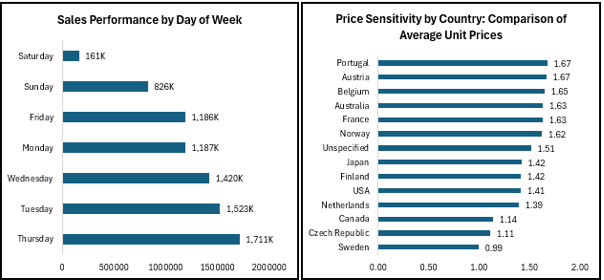 Sales Performance by Day of Week
Saturday 161K
Sunday 826K
Friday 1,186K
Monday 1,187K
Wednesday 1,420K
Tuesday 1,523K
Thursday 1,711K
0 500000 1000000 1500000 2000000
Price Sensitivity by Country: Comparison of
Average Unit Prices
Portugal 1.67
Austria 1.67
Belgium 1.65
Australia 1.63
France 1.63
Norway 1.62
Unspecified 1.51
Japan 1.42
Finland 1.42
USA 1.41
Netherlands 1.39
Canada 1.14
Czech Republic 1.11
Sweden 0.99
0.00 0.50 1.00 1.50 2.00